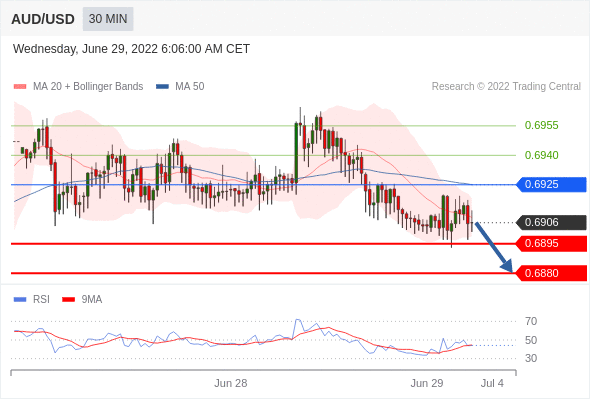 AUD/USD 30 MIN
Wednesday, June 29, 2022 6:06:00 AM CET
MA 20 + Bollinger Bands MA 50 Research © 2022 Trading Central
0.6955
0.6940
0.6925
0.6906
0.6895
0.6880
RSI 9MA
70
50
30
Jun 28 Jun 29 Jul 4